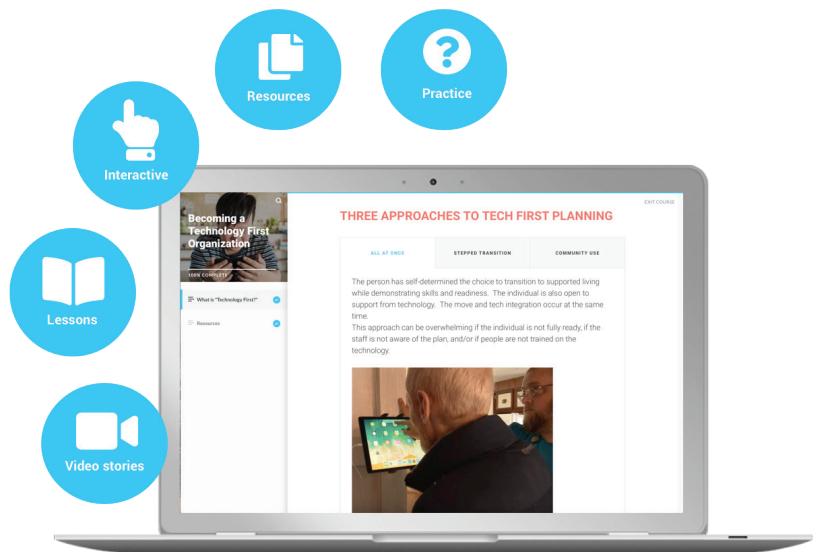 Resources
Practice
Interactive
Lessons
Video stories
Becoming a
Technology First
Organization
100% COMPLETE
What is "Technology First?"
Resources
EXIT COURSE
THREE APPROACHES TO TECH FIRST PLANNING
ALL AT ONCE
STEPPED TRANSITION
COMMUNITY USE
The person has self-determined the choice to transition to supported living
while demonstrating skills and readiness. The individual is also open to
support from technology. The move and tech integration occur at the same
time.
This approach can be overwhelming if the individual is not fully ready, if the
staff is not aware of the plan, and/or if people are not trained on the
technology.